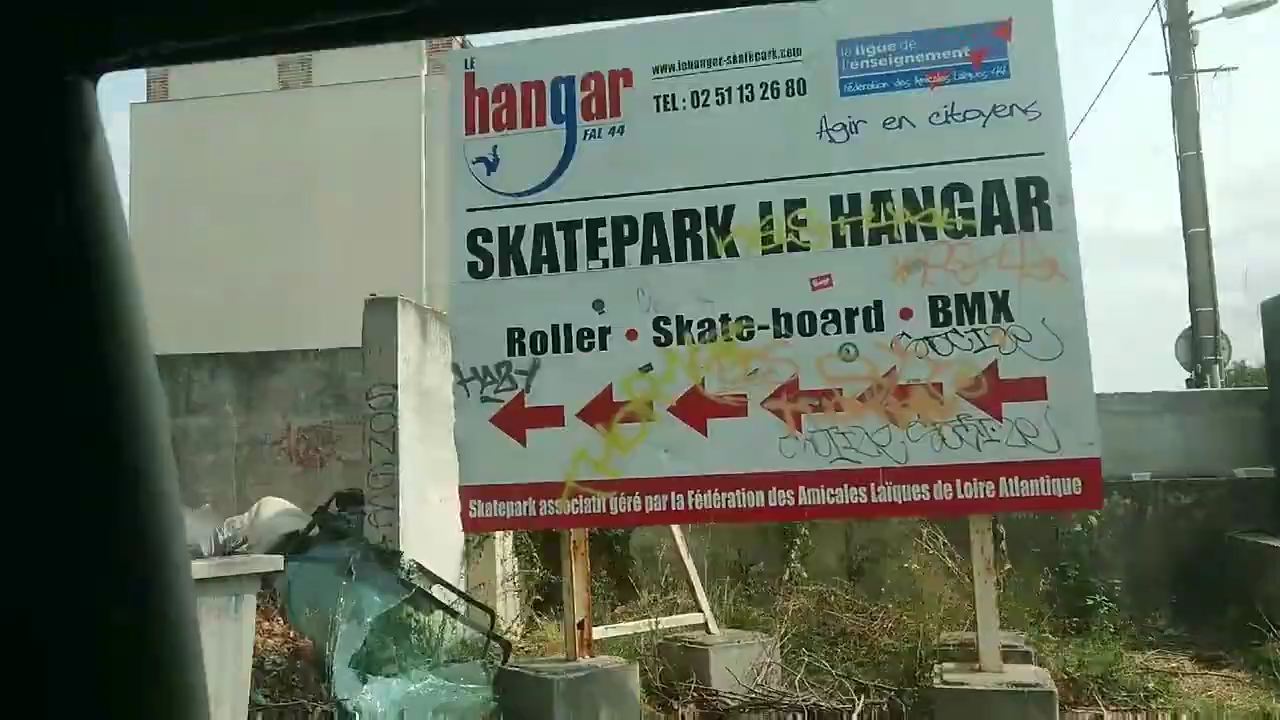 LE
hangar
FAL 44
www.lehangar-skatepark.com
TEL : 02 51 13 26 80
la ligue de
l'enseignement
fédération des Amicales Laïques 44
Agir en citoyens
SKATEPARK LE HANGAR
Roller • Skate-board • BMX
HABY
Skatepark associatif géré par la Fédération des Amicales Laïques de Loire Atlantique